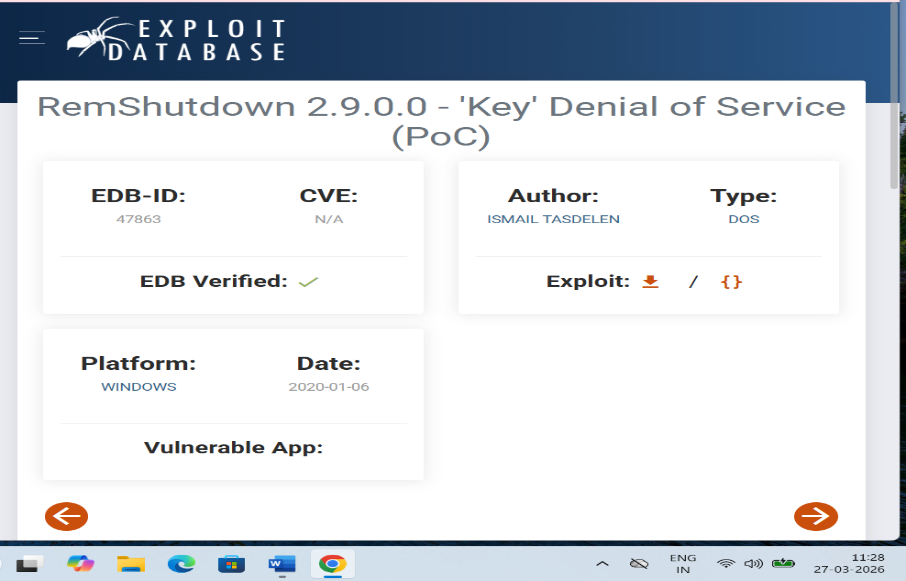 EXPLOIT
DATABASE
RemShutdown 2.9.0.0 - 'Key' Denial of Service
(PoC)
EDB-ID:
47863
CVE:
N/A
EDB Verified:
Author:
ISMAIL TASDELEN
Type:
DOS
Exploit: / {}
Platform:
WINDOWS
Date:
2020-01-06
Vulnerable App:
W
ENG
IN
11:28
27-03-2026